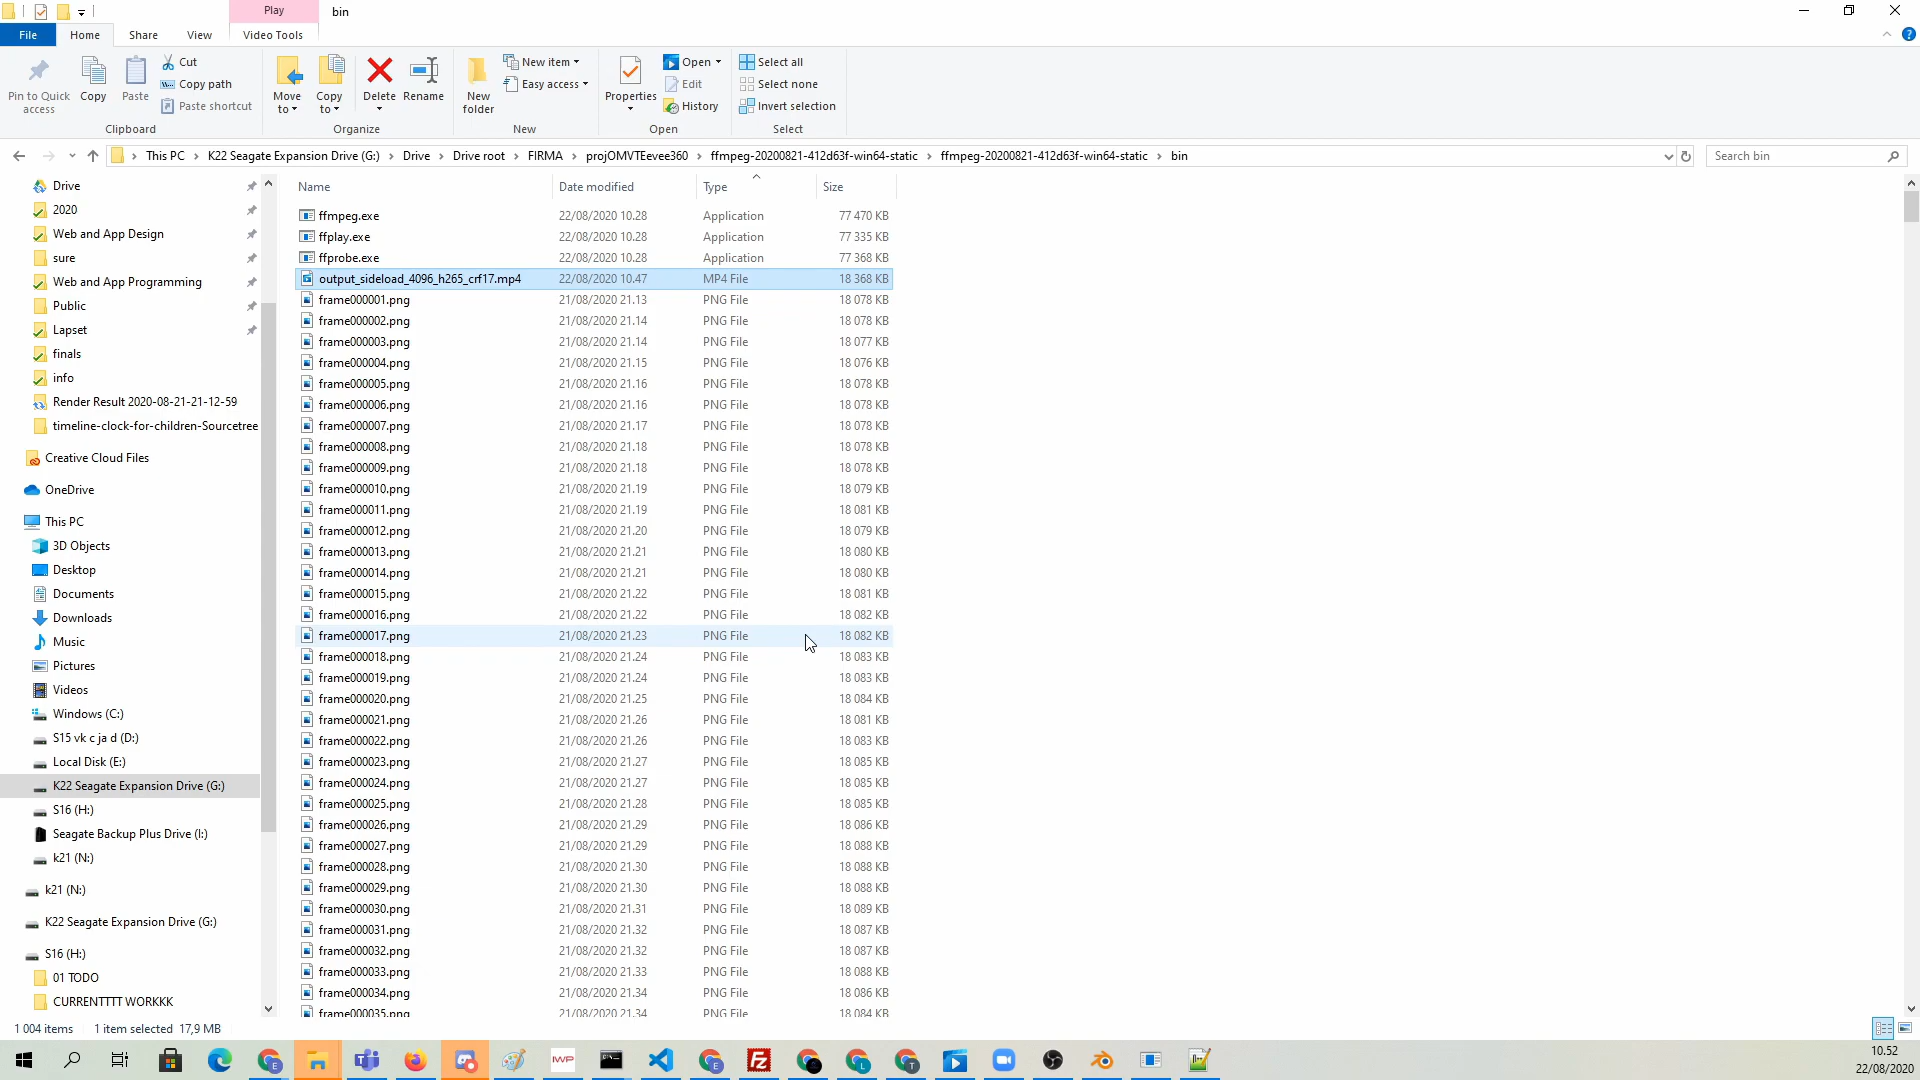 Play
bin
File
Home
Share
View
Video Tools
Pin to Quick access
Copy
Paste
Cut
Copy path
Paste shortcut
Clipboard
Move to
Copy to
Delete
Rename
Organize
New folder
New item
Easy access
New
Properties
Open
Edit
History
Open
Select all
Select none
Invert selection
Select
This PC > K22 Seagate Expansion Drive (G:) > Drive > Drive root > FIRMA > projOMVTEevee360 > ffmpeg-20200821-412d63f-win64-static > ffmpeg-20200821-412d63f-win64-static > bin
Search bin
Drive
2020
Web and App Design
sure
Web and App Programming
Public
Lapset
finals
info
Render Result 2020-08-21-21-12-59
timeline-clock-for-children-Sourcetree
Creative Cloud Files
OneDrive
This PC
3D Objects
Desktop
Documents
Downloads
Music
Pictures
Videos
Windows (C:)
S15 vk c ja d (D:)
Local Disk (E:)
K22 Seagate Expansion Drive (G:)
S16 (H:)
Seagate Backup Plus Drive (I:)
k21 (N:)
k21 (N:)
K22 Seagate Expansion Drive (G:)
S16 (H:)
01 TODO
CURRENTTTT WORKKK
Name Date modified Type Size
ffmpeg.exe 22/08/2020 10.28 Application 77 470 KB
ffplay.exe 22/08/2020 10.28 Application 77 335 KB
ffprobe.exe 22/08/2020 10.28 Application 77 368 KB
output_sideload_4096_h265_crf17.mp4 22/08/2020 10.47 MP4 File 18 368 KB
frame000001.png 21/08/2020 21.13 PNG File 18 078 KB
frame000002.png 21/08/2020 21.14 PNG File 18 078 KB
frame000003.png 21/08/2020 21.14 PNG File 18 077 KB
frame000004.png 21/08/2020 21.15 PNG File 18 076 KB
frame000005.png 21/08/2020 21.16 PNG File 18 078 KB
frame000006.png 21/08/2020 21.16 PNG File 18 078 KB
frame000007.png 21/08/2020 21.17 PNG File 18 078 KB
frame000008.png 21/08/2020 21.18 PNG File 18 078 KB
frame000009.png 21/08/2020 21.18 PNG File 18 078 KB
frame000010.png 21/08/2020 21.19 PNG File 18 079 KB
frame000011.png 21/08/2020 21.19 PNG File 18 081 KB
frame000012.png 21/08/2020 21.20 PNG File 18 079 KB
frame000013.png 21/08/2020 21.21 PNG File 18 080 KB
frame000014.png 21/08/2020 21.21 PNG File 18 080 KB
frame000015.png 21/08/2020 21.22 PNG File 18 081 KB
frame000016.png 21/08/2020 21.22 PNG File 18 082 KB
frame000017.png 21/08/2020 21.23 PNG File 18 082 KB
frame000018.png 21/08/2020 21.24 PNG File 18 083 KB
frame000019.png 21/08/2020 21.24 PNG File 18 083 KB
frame000020.png 21/08/2020 21.25 PNG File 18 084 KB
frame000021.png 21/08/2020 21.26 PNG File 18 081 KB
frame000022.png 21/08/2020 21.26 PNG File 18 083 KB
frame000023.png 21/08/2020 21.27 PNG File 18 085 KB
frame000024.png 21/08/2020 21.27 PNG File 18 085 KB
frame000025.png 21/08/2020 21.28 PNG File 18 085 KB
frame000026.png 21/08/2020 21.29 PNG File 18 086 KB
frame000027.png 21/08/2020 21.29 PNG File 18 088 KB
frame000028.png 21/08/2020 21.30 PNG File 18 088 KB
frame000029.png 21/08/2020 21.30 PNG File 18 088 KB
frame000030.png 21/08/2020 21.31 PNG File 18 089 KB
frame000031.png 21/08/2020 21.32 PNG File 18 087 KB
frame000032.png 21/08/2020 21.32 PNG File 18 087 KB
frame000033.png 21/08/2020 21.33 PNG File 18 088 KB
frame000034.png 21/08/2020 21.34 PNG File 18 086 KB
frame000035.png 21/08/2020 21.34 PNG File 18 084 KB
1 004 items 1 item selected 17,9 MB
IWP
10.52
22/08/2020